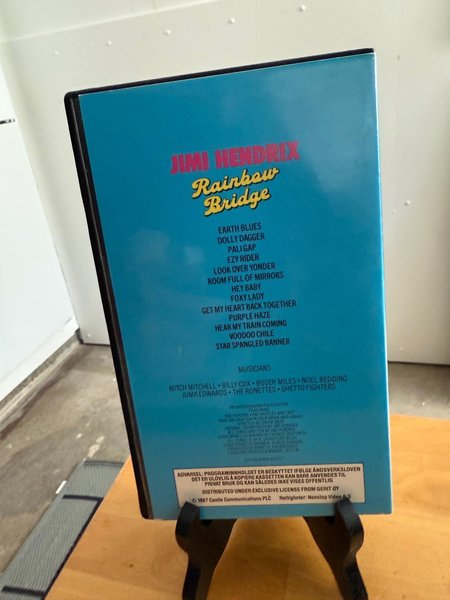 JIMI HENDRIX
Rainbow
Bridge
EARTH BLUES
DOLLY DAGGER
PALI GAP
EZY RIDER
LOOK OVER YONDER
ROOM FULL OF MIRRORS
HEY BABY
FOXY LADY
GET MY HEART BACK TOGETHER
PURPLE HAZE
HEAR MY TRAIN COMING
VOODOO CHILE
STAR SPANGLED BANNER
MUSICIANS
MITCH MITCHELL • BILLY COX • BUDDY MILES • NOEL REDDING
JUMA EDWARDS • THE RONETTES • GHETTO FIGHTERS
ADVARSEL: PROGRAMINNHOLDET ER BESKYTTET IFØLGE ÅNDSVERKSLOVEN
DET ER ULOVLIG Å KOPIERE KASSETTEN KAN BARE ANVENDES TIL
PRIVAT BRUK OG KAN SÅLEDES IKKE VISES OFFENTLIG
DISTRIBUTED UNDER EXCLUSIVE LICENSE FROM GERIT OY
© 1987 Castle Communications PLC Rettigheter: Nonstop Video A/S